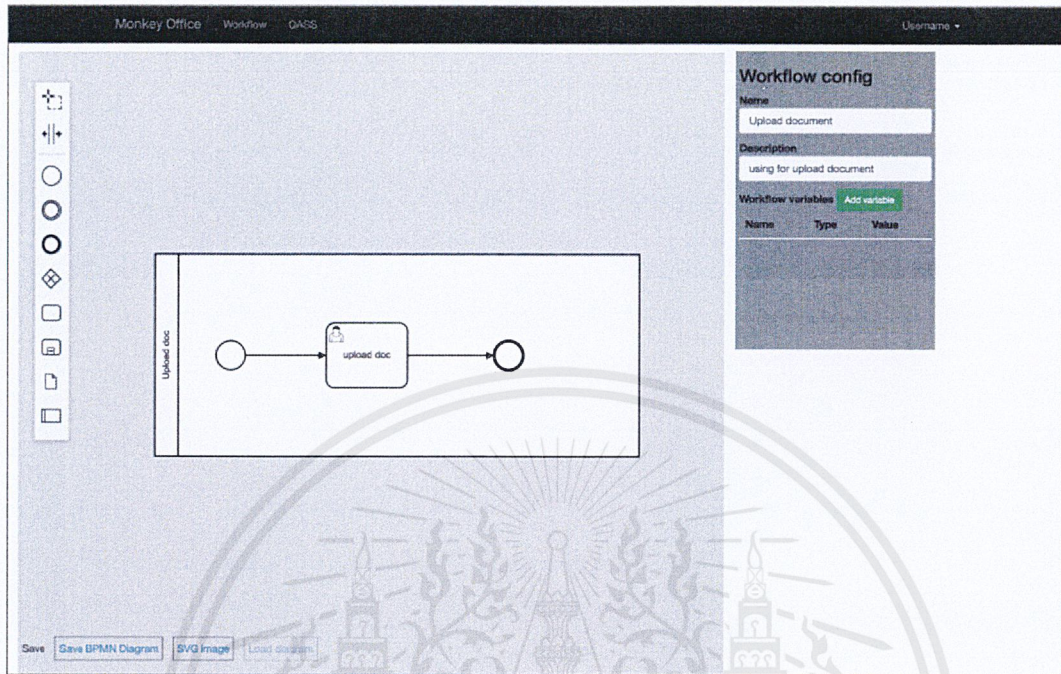 Monkey Office Workflow QASS Username
Workflow config
Name
Upload document
Description
using for upload document
Workflow variables Add variable
Name Type Value
Upload doc
upload doc
Save Save BPMN Diagram SVG Image Load diagram